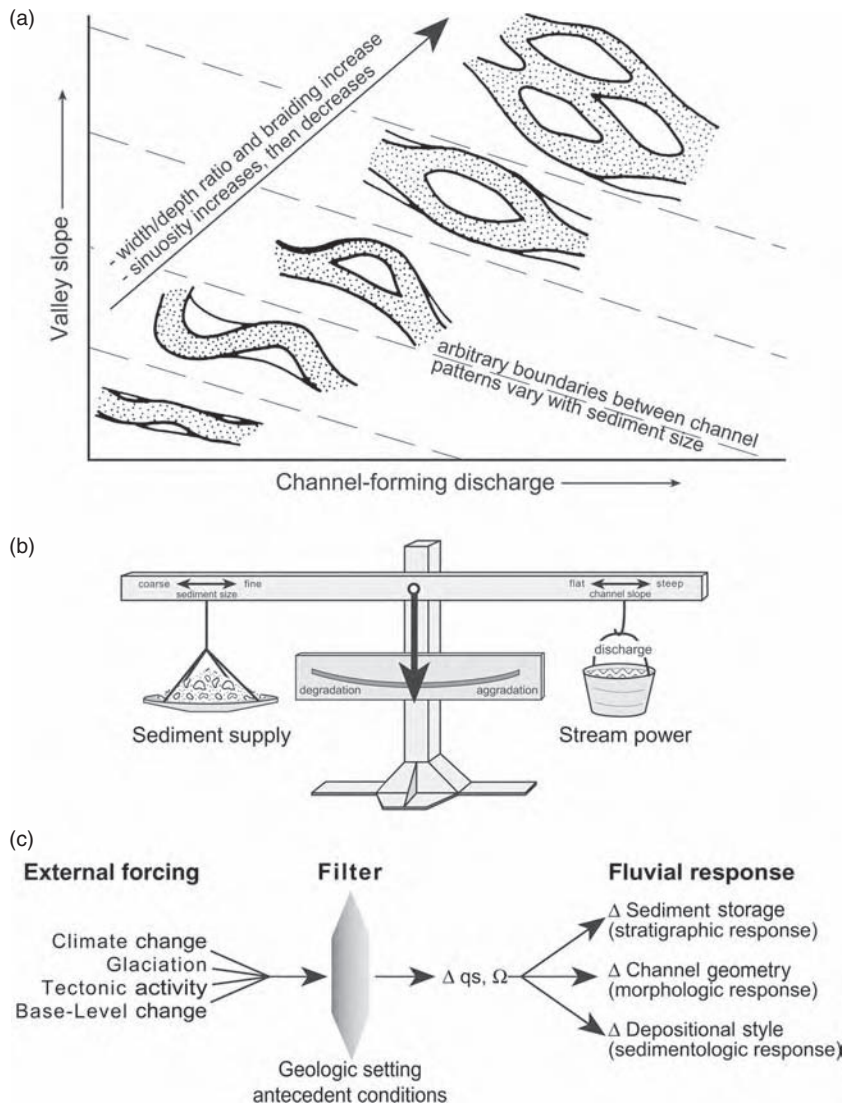 (a)
- width/depth ratio and braiding increase
- sinuosity increases, then decreases
Valley slope
arbitrary boundaries between channel
patterns vary with sediment size
Channel-forming discharge
(b)
coarse fine
sediment size
flat steep
channel slope
discharge
degradation aggradation
Sediment supply
Stream power
(c)
External forcing
Filter
Fluvial response
Climate change
Glaciation
Tectonic activity
Base-Level change
Geologic setting
antecedent conditions
Δ qs, Ω
Δ Sediment storage
(stratigraphic response)
Δ Channel geometry
(morphologic response)
Δ Depositional style
(sedimentologic response)